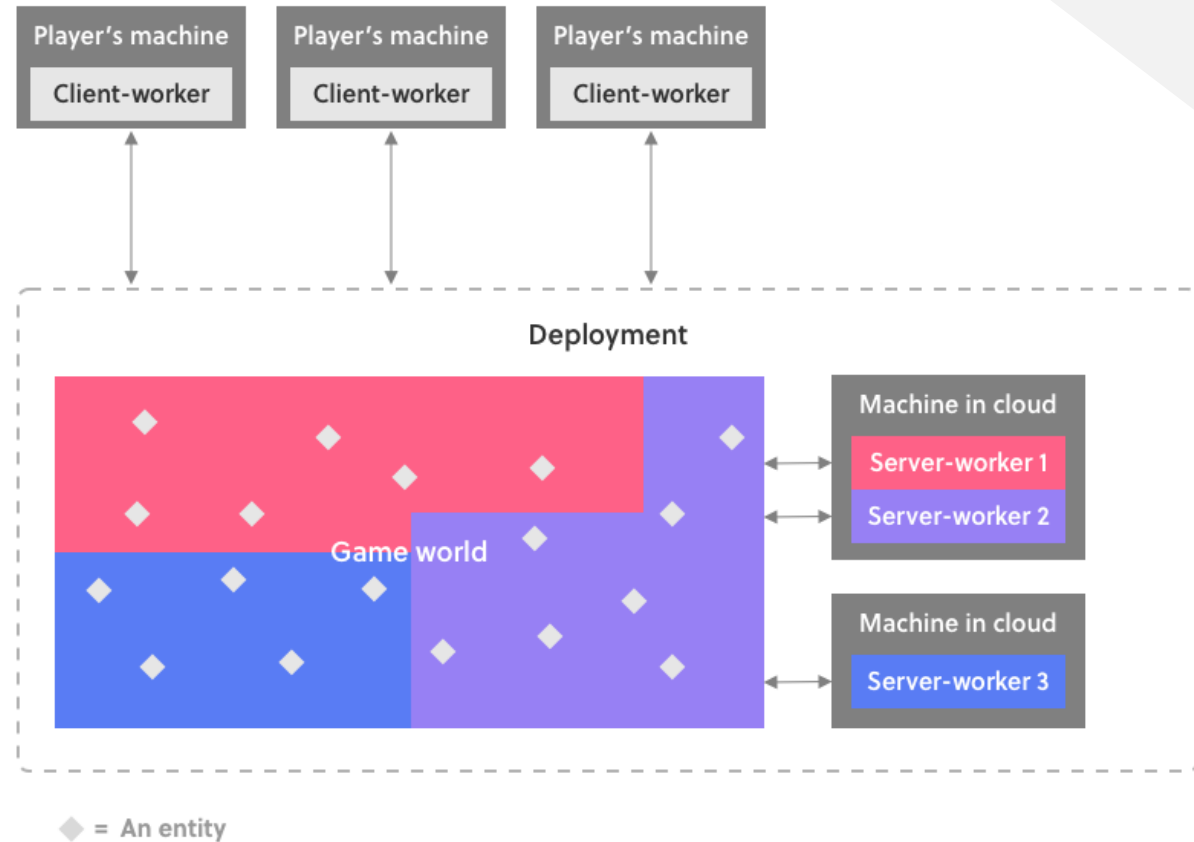 Player’s machine
Client-worker
Player’s machine
Client-worker
Player’s machine
Client-worker
Deployment
Game world
Machine in cloud
Server-worker 1
Server-worker 2
Machine in cloud
Server-worker 3
= An entity